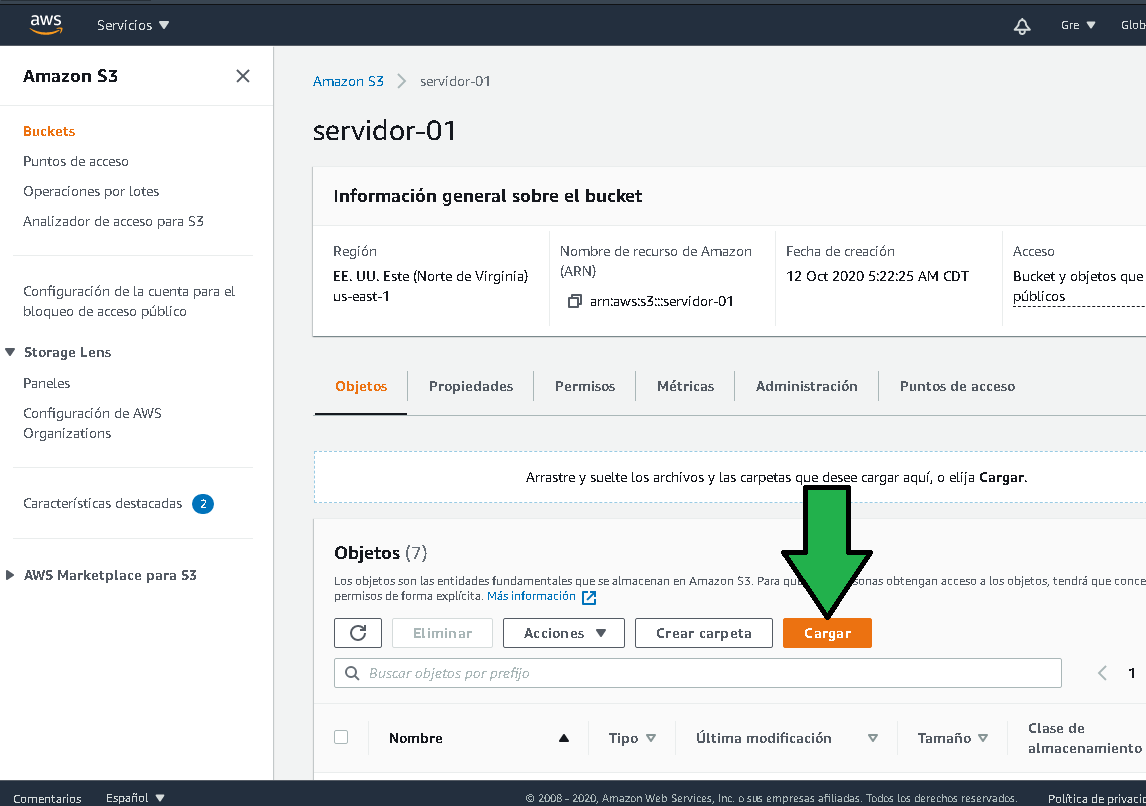 aws
Servicios
Gre
Glob
Amazon S3
Buckets
Puntos de acceso
Operaciones por lotes
Analizador de acceso para S3
Configuración de la cuenta para el
bloqueo de acceso público
Storage Lens
Paneles
Configuración de AWS
Organizations
Características destacadas 2
AWS Marketplace para S3
Amazon S3 servidor-01
servidor-01
Información general sobre el bucket
Región
EE. UU. Este (Norte de Virginia)
us-east-1
Nombre de recurso de Amazon
(ARN)
arn:aws:s3:::servidor-01
Fecha de creación
12 Oct 2020 5:22:25 AM CDT
Acceso
Bucket y objetos que
públicos
Objetos
Propiedades
Permisos
Métricas
Administración
Puntos de acceso
Arrastre y suelte los archivos y las carpetas que desee cargar aquí, o elija Cargar.
Objetos (7)
Los objetos son las entidades fundamentales que se almacenan en Amazon S3. Para obtengan acceso a los objetos, tendrá que conce
permisos de forma explícita. Más información
Eliminar
Acciones
Crear carpeta
Cargar
Buscar objetos por prefijo
1
Nombre
Tipo
Última modificación
Tamaño
Clase de
almacenamiento
Comentarios
Español
© 2008 - 2020, Amazon Web Services, Inc. o sus empresas afiliadas. Todos los derechos reservados.
Política de privaci